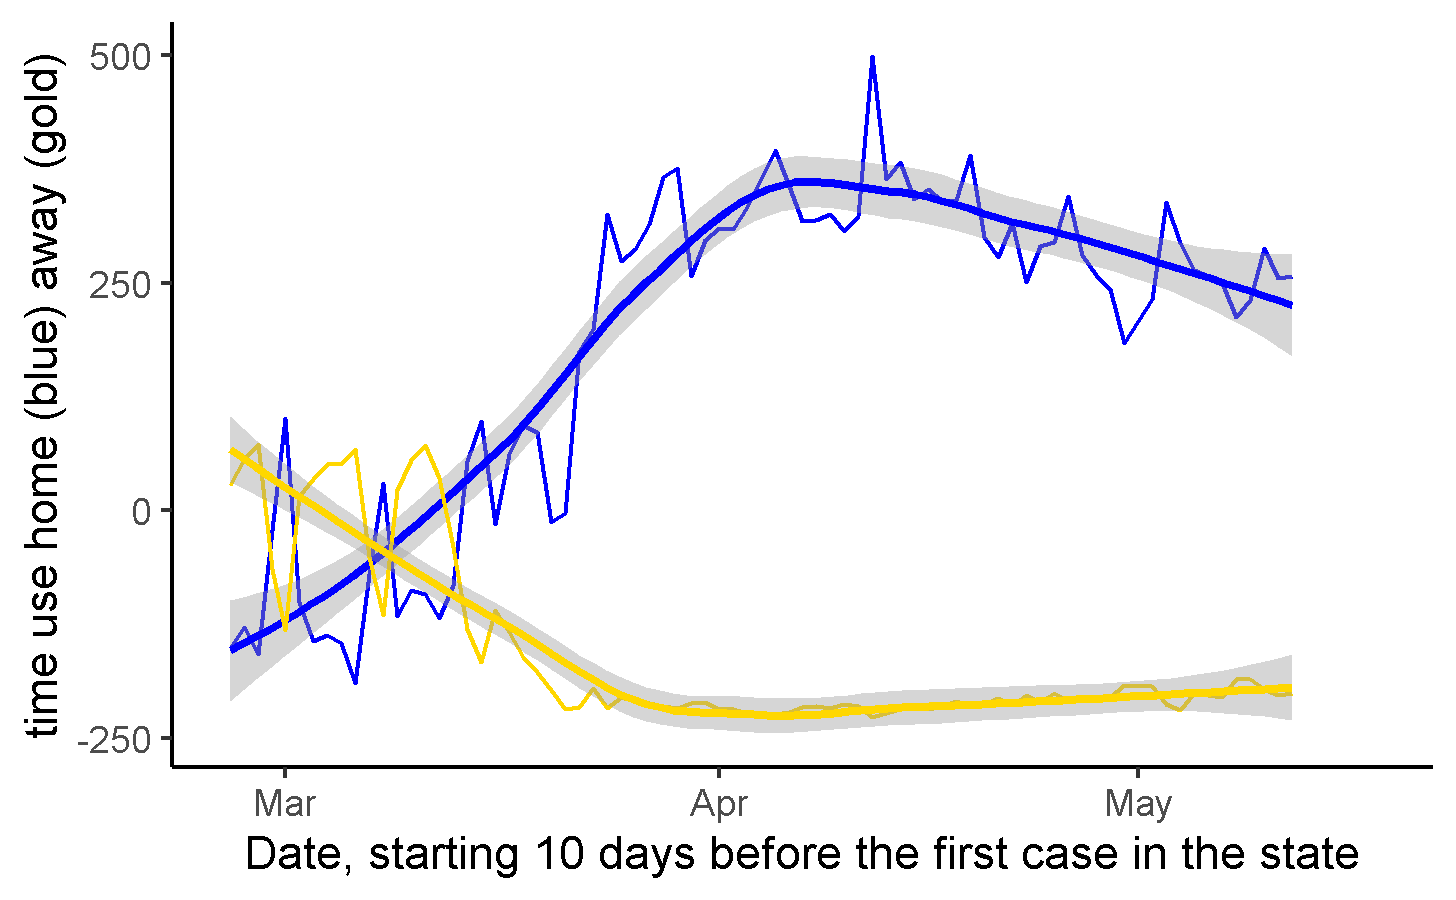 time use home (blue) away (gold)
500
250
0
-250
Mar Apr May
Date, starting 10 days before the first case in the state